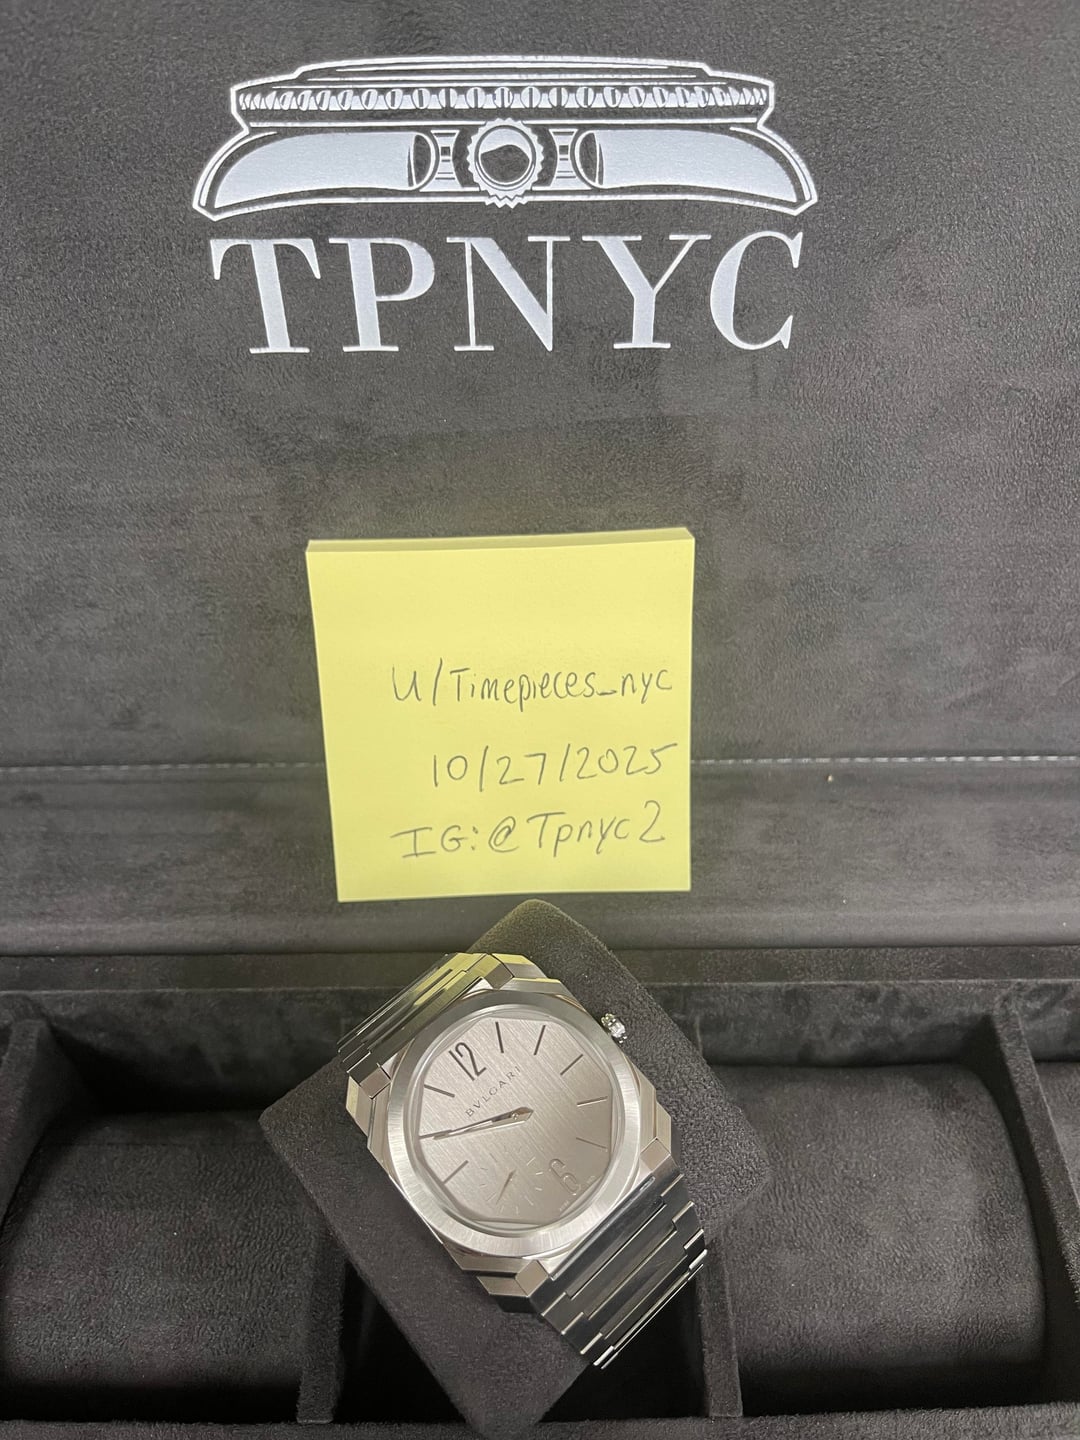 TPNYC
U/Timepieces_nyc
10/27/2025
IG:@Tpnyc2
12
BVLGARI
6